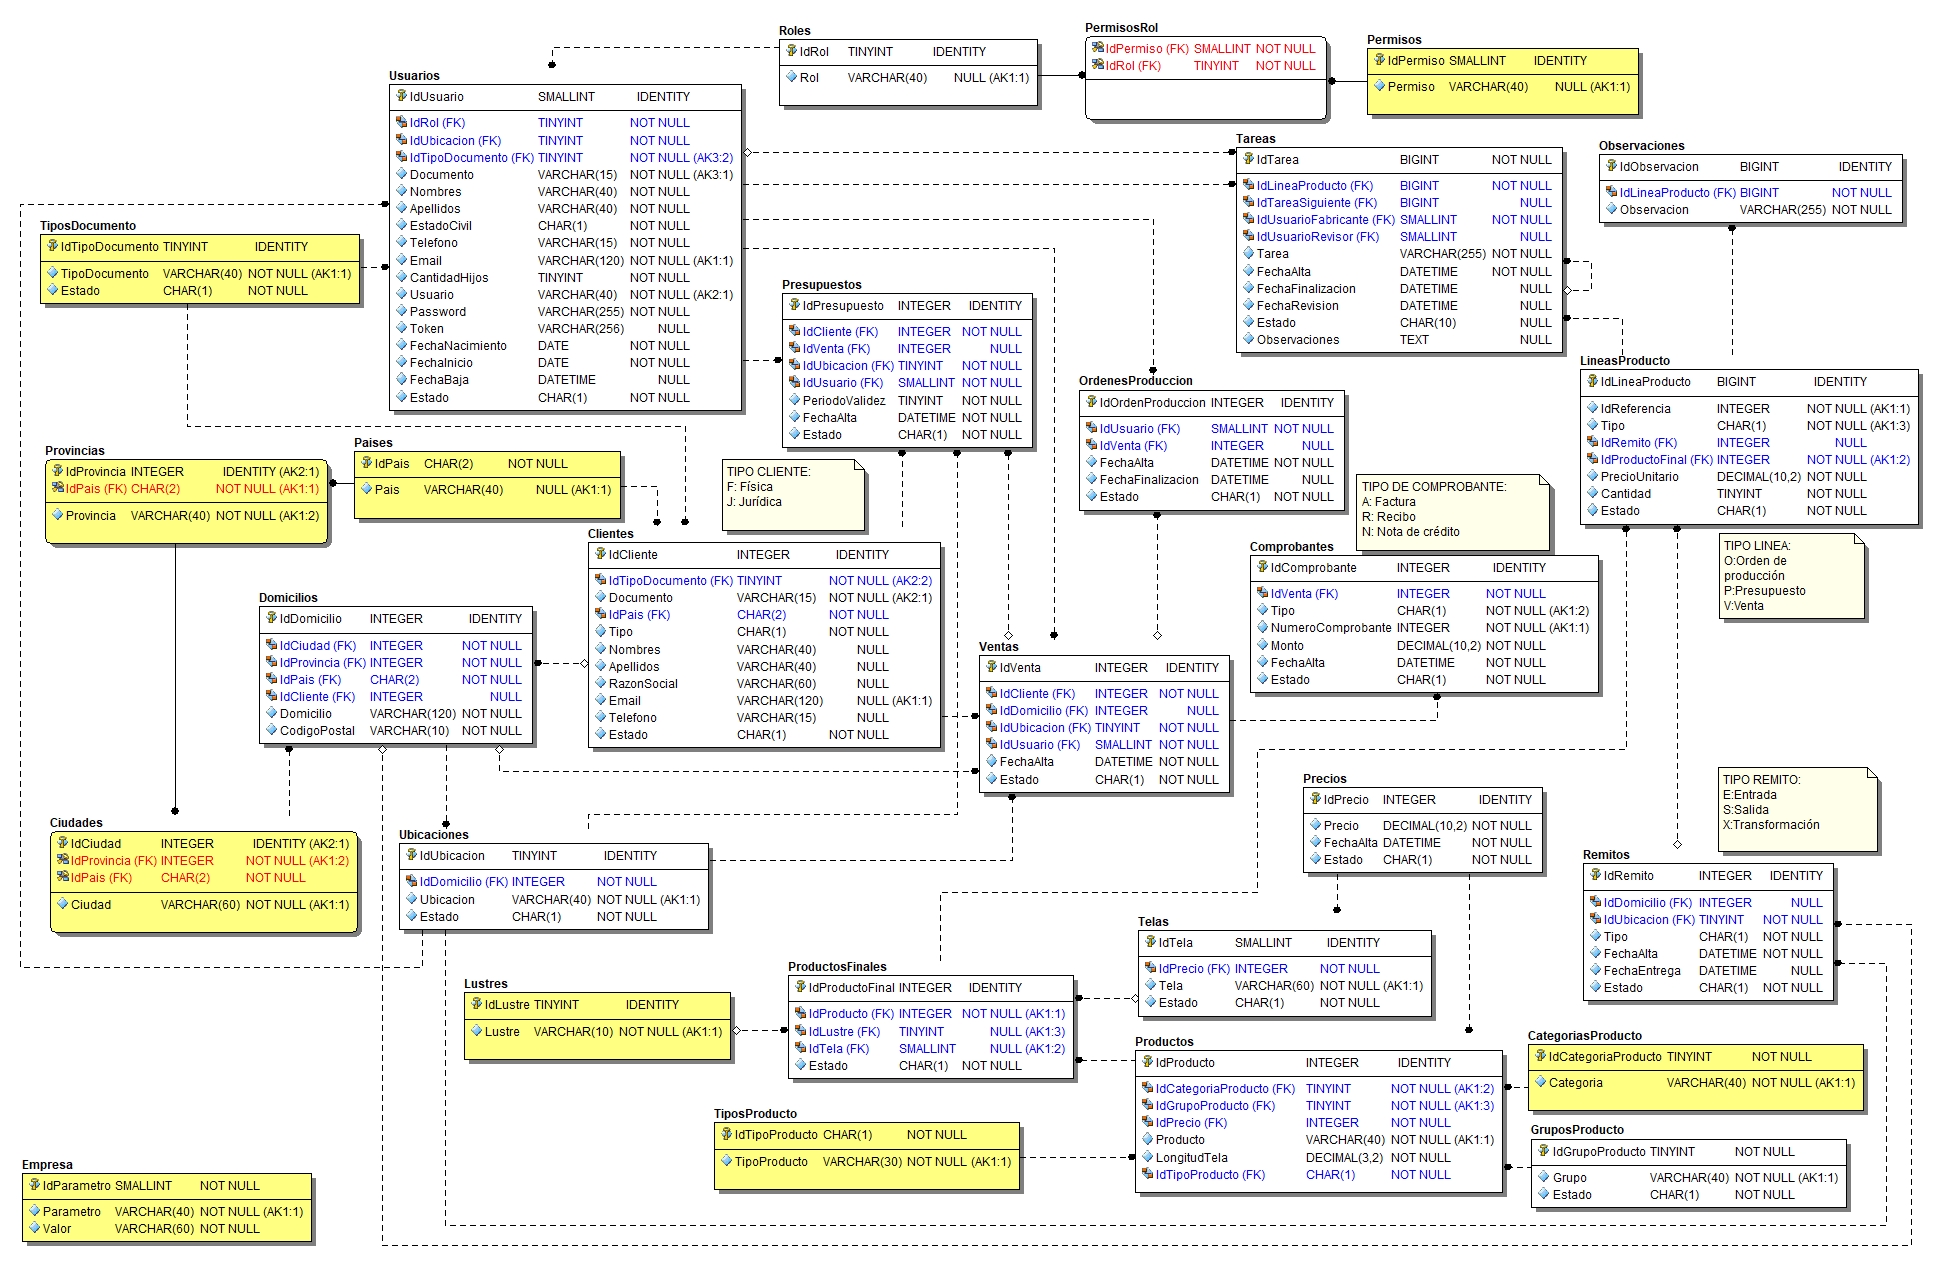 Roles
IdRol TINYINT IDENTITY
Rol VARCHAR(40) NULL (AK1:1)
PermisosRol
IdPermiso (FK) SMALLINT NOT NULL
IdRol (FK) TINYINT NOT NULL
Permisos
IdPermiso SMALLINT IDENTITY
Permiso VARCHAR(40) NULL (AK1:1)
Usuarios
IdUsuario SMALLINT IDENTITY
IdRol (FK) TINYINT NOT NULL
IdUbicacion (FK) TINYINT NOT NULL
IdTipoDocumento (FK) TINYINT NOT NULL (AK3:2)
Documento VARCHAR(15) NOT NULL (AK3:1)
Nombres VARCHAR(40) NOT NULL
Apellidos VARCHAR(40) NOT NULL
EstadoCivil CHAR(1) NOT NULL
Telefono VARCHAR(15) NOT NULL
Email VARCHAR(120) NOT NULL (AK1:1)
CantidadHijos TINYINT NOT NULL
Usuario VARCHAR(40) NOT NULL (AK2:1)
Password VARCHAR(255) NOT NULL
Token VARCHAR(256) NULL
FechaNacimiento DATE NOT NULL
FechaInicio DATE NOT NULL
FechaBaja DATETIME NULL
Estado CHAR(1) NOT NULL
Tareas
IdTarea BIGINT NOT NULL
IdLineaProducto (FK) BIGINT NOT NULL
IdTareaSiguiente (FK) BIGINT NULL
IdUsuarioFabricante (FK) SMALLINT NOT NULL
IdUsuarioRevisor (FK) SMALLINT NULL
Tarea VARCHAR(255) NOT NULL
FechaAlta DATETIME NOT NULL
FechaFinalizacion DATETIME NULL
FechaRevision DATETIME NULL
Estado CHAR(10) NULL
Observaciones TEXT NULL
Observaciones
IdObservacion BIGINT IDENTITY
IdLineaProducto (FK) BIGINT NOT NULL
Observacion VARCHAR(255) NOT NULL
TiposDocumento
IdTipoDocumento TINYINT IDENTITY
TipoDocumento VARCHAR(40) NOT NULL (AK1:1)
Estado CHAR(1) NOT NULL
Presupuestos
IdPresupuesto INTEGER IDENTITY
IdCliente (FK) INTEGER NOT NULL
IdVenta (FK) INTEGER NULL
IdUbicacion (FK) TINYINT NOT NULL
IdUsuario (FK) SMALLINT NOT NULL
PeriodoValidez TINYINT NOT NULL
FechaAlta DATETIME NOT NULL
Estado CHAR(1) NOT NULL
OrdenesProduccion
IdOrdenProduccion INTEGER IDENTITY
IdUsuario (FK) SMALLINT NOT NULL
IdVenta (FK) INTEGER NULL
FechaAlta DATETIME NOT NULL
FechaFinalizacion DATETIME NULL
Estado CHAR(1) NOT NULL
LineasProducto
IdLineaProducto BIGINT IDENTITY
IdReferencia INTEGER NOT NULL (AK1:1)
Tipo CHAR(1) NOT NULL (AK1:3)
IdRemito (FK) INTEGER NULL
IdProductoFinal (FK) INTEGER NOT NULL (AK1:2)
PrecioUnitario DECIMAL(10,2) NOT NULL
Cantidad TINYINT NOT NULL
Estado CHAR(1) NOT NULL
Provincias
IdProvincia INTEGER IDENTITY (AK2:1)
IdPais (FK) CHAR(2) NOT NULL (AK1:1)
Provincia VARCHAR(40) NOT NULL (AK1:2)
Paises
IdPais CHAR(2) NOT NULL
Pais VARCHAR(40) NULL (AK1:1)
TIPO CLIENTE:
F: Física
J: Jurídica
TIPO DE COMPROBANTE:
A: Factura
R: Recibo
N: Nota de crédito
TIPO LINEA:
O:Orden de
producción
P:Presupuesto
V:Venta
Clientes
IdCliente INTEGER IDENTITY
IdTipoDocumento (FK) TINYINT NOT NULL (AK2:2)
Documento VARCHAR(15) NOT NULL (AK2:1)
IdPais (FK) CHAR(2) NOT NULL
Tipo CHAR(1) NOT NULL
Nombres VARCHAR(40) NULL
Apellidos VARCHAR(40) NULL
RazonSocial VARCHAR(60) NULL
Email VARCHAR(120) NULL (AK1:1)
Telefono VARCHAR(15) NULL
Estado CHAR(1) NOT NULL
Comprobantes
IdComprobante INTEGER IDENTITY
IdVenta (FK) INTEGER NOT NULL
Tipo CHAR(1) NOT NULL (AK1:2)
NumeroComprobante INTEGER NOT NULL (AK1:1)
Monto DECIMAL(10,2) NOT NULL
FechaAlta DATETIME NOT NULL
Estado CHAR(1) NOT NULL
Domicilios
IdDomicilio INTEGER IDENTITY
IdCiudad (FK) INTEGER NOT NULL
IdProvincia (FK) INTEGER NOT NULL
IdPais (FK) CHAR(2) NOT NULL
IdCliente (FK) INTEGER NULL
Domicilio VARCHAR(120) NOT NULL
CodigoPostal VARCHAR(10) NOT NULL
Ventas
IdVenta INTEGER IDENTITY
IdCliente (FK) INTEGER NOT NULL
IdDomicilio (FK) INTEGER NULL
IdUbicacion (FK) TINYINT NOT NULL
IdUsuario (FK) SMALLINT NOT NULL
FechaAlta DATETIME NOT NULL
Estado CHAR(1) NOT NULL
TIPO REMITO:
E:Entrada
S:Salida
X:Transformación
Precios
IdPrecio INTEGER IDENTITY
Precio DECIMAL(10,2) NOT NULL
FechaAlta DATETIME NOT NULL
Estado CHAR(1) NOT NULL
Ciudades
IdCiudad INTEGER IDENTITY (AK2:1)
IdProvincia (FK) INTEGER NOT NULL (AK1:2)
IdPais (FK) CHAR(2) NOT NULL
Ciudad VARCHAR(60) NOT NULL (AK1:1)
Ubicaciones
IdUbicacion TINYINT IDENTITY
IdDomicilio (FK) INTEGER NOT NULL
Ubicacion VARCHAR(40) NOT NULL (AK1:1)
Estado CHAR(1) NOT NULL
Remitos
IdRemito INTEGER IDENTITY
IdDomicilio (FK) INTEGER NULL
IdUbicacion (FK) TINYINT NOT NULL
Tipo CHAR(1) NOT NULL
FechaAlta DATETIME NOT NULL
FechaEntrega DATETIME NULL
Estado CHAR(1) NOT NULL
Telas
IdTela SMALLINT IDENTITY
IdPrecio (FK) INTEGER NOT NULL
Tela VARCHAR(60) NOT NULL (AK1:1)
Estado CHAR(1) NOT NULL
ProductosFinales
IdProductoFinal INTEGER IDENTITY
IdProducto (FK) INTEGER NOT NULL (AK1:1)
IdLustre (FK) TINYINT NULL (AK1:3)
IdTela (FK) SMALLINT NULL (AK1:2)
Estado CHAR(1) NOT NULL
Lustres
IdLustre TINYINT IDENTITY
Lustre VARCHAR(10) NOT NULL (AK1:1)
Productos
IdProducto INTEGER IDENTITY
IdCategoriaProducto (FK) TINYINT NOT NULL (AK1:2)
IdGrupoProducto (FK) TINYINT NOT NULL (AK1:3)
IdPrecio (FK) INTEGER NOT NULL
Producto VARCHAR(40) NOT NULL (AK1:1)
LongitudTela DECIMAL(3,2) NOT NULL
IdTipoProducto (FK) CHAR(1) NOT NULL
CategoriasProducto
IdCategoriaProducto TINYINT NOT NULL
Categoria VARCHAR(40) NOT NULL (AK1:1)
TiposProducto
IdTipoProducto CHAR(1) NOT NULL
TipoProducto VARCHAR(30) NOT NULL (AK1:1)
GruposProducto
IdGrupoProducto TINYINT NOT NULL
Grupo VARCHAR(40) NOT NULL (AK1:1)
Estado CHAR(1) NOT NULL
Empresa
IdParametro SMALLINT NOT NULL
Parametro VARCHAR(40) NOT NULL (AK1:1)
Valor VARCHAR(60) NOT NULL